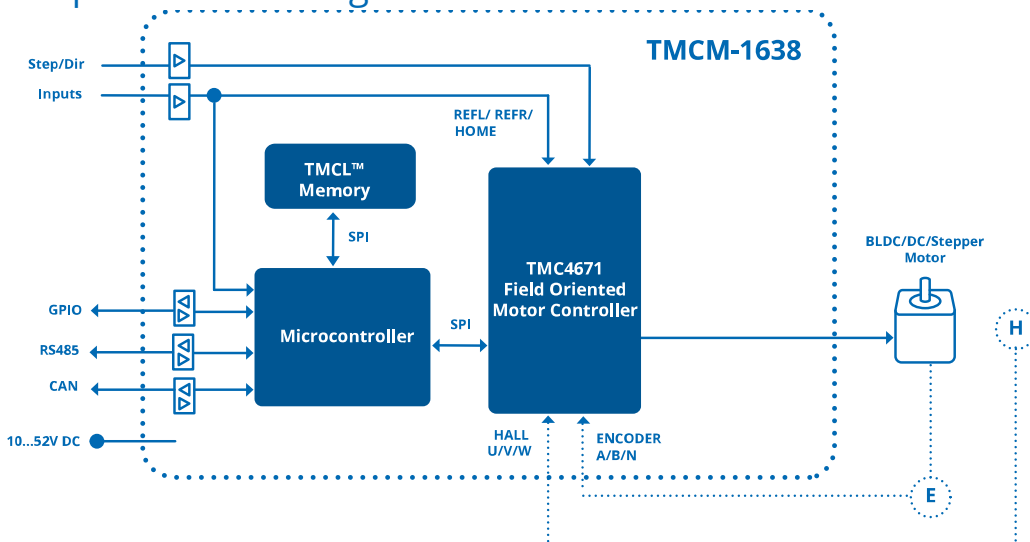 TMCM-1638
Step/Dir
Inputs
REFL/ REFR/
HOME
TMCL™
Memory
SPI
TMC4671
Field Oriented
Motor Controller
BLDC/DC/Stepper
Motor
GPIO
RS485
CAN
Microcontroller
SPI
H
10...52V DC
HALL
U/V/W
ENCODER
A/B/N
E